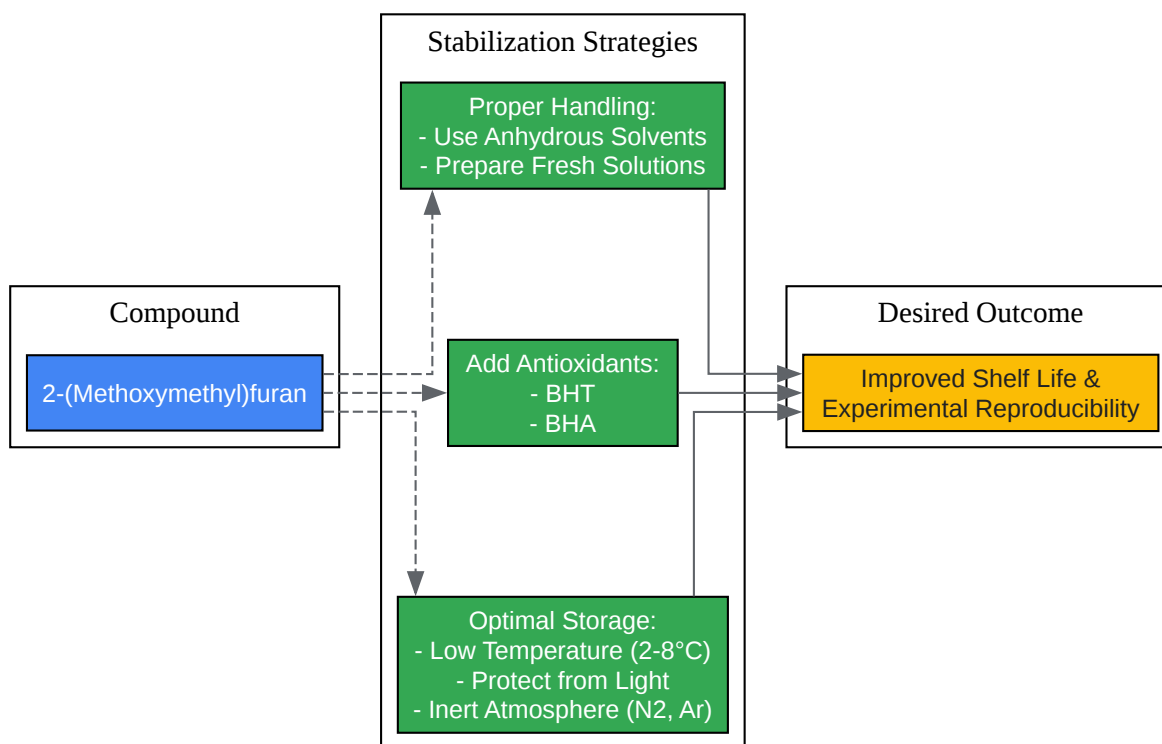 Stabilization Strategies
Proper Handling:
- Use Anhydrous Solvents
- Prepare Fresh Solutions
Compound
2-(Methoxymethyl)furan
Add Antioxidants:
- BHT
- BHA
Desired Outcome
Improved Shelf Life &
Experimental Reproducibility
Optimal Storage:
- Low Temperature (2-8°C)
- Protect from Light
- Inert Atmosphere (N2, Ar)